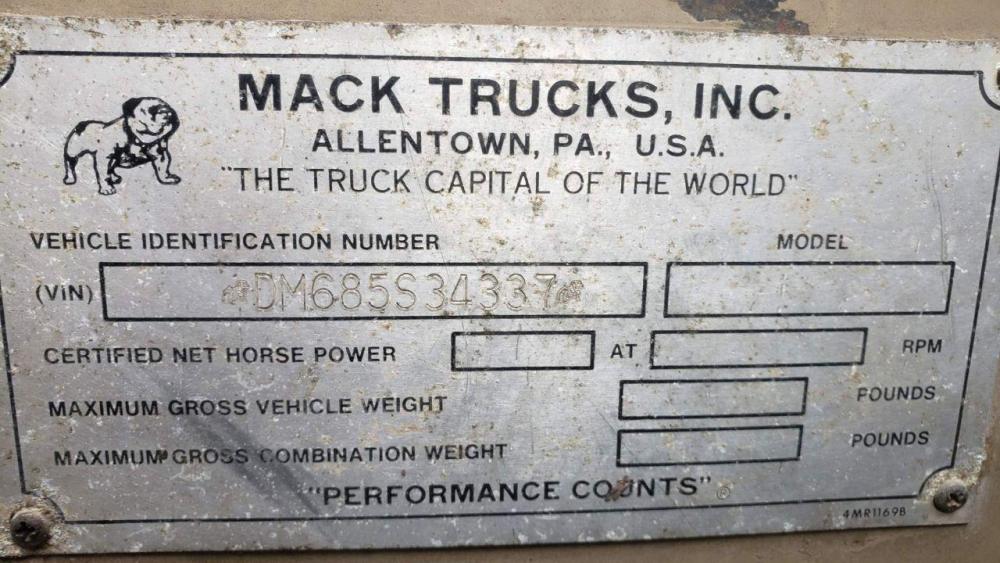 MACK TRUCKS, INC.
ALLENTOWN, PA., U.S.A.
"THE TRUCK CAPITAL OF THE WORLD"
VEHICLE IDENTIFICATION NUMBER MODEL
(VIN) DM685S34337
CERTIFIED NET HORSE POWER AT RPM
MAXIMUM GROSS VEHICLE WEIGHT POUNDS
MAXIMUM GROSS COMBINATION WEIGHT POUNDS
"PERFORMANCE COUNTS" ®
4MR1169B